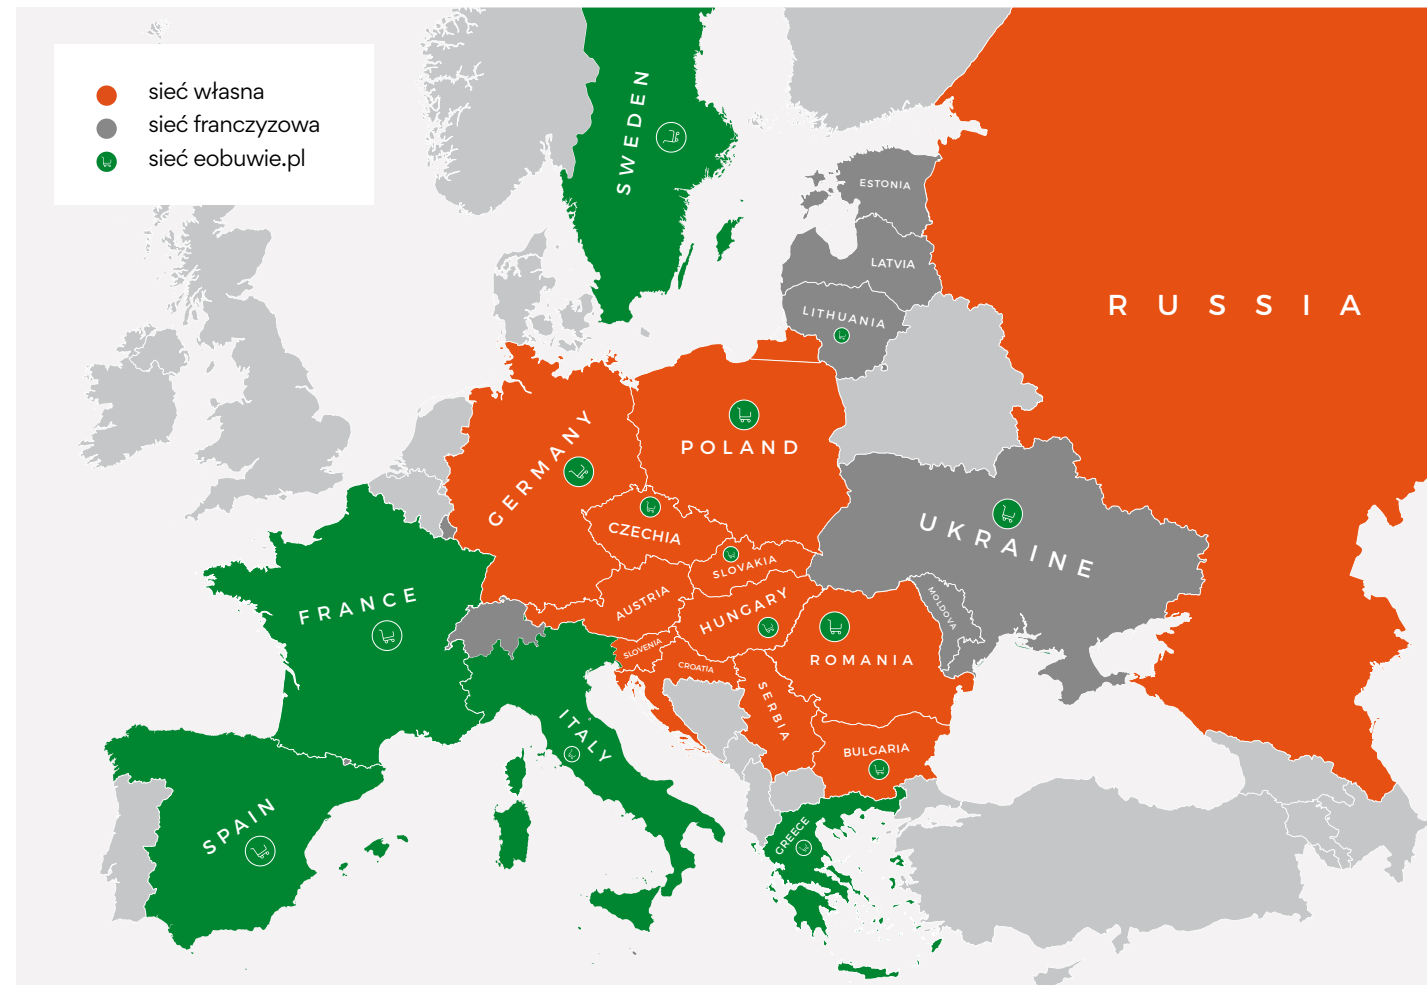 sieć własna
sieć franczyzowa
sieć eobuwie.pl
SWEDEN
ESTONIA
LATVIA
LITHUANIA
RUSSIA
GERMANY
POLAND
CZECHIA
SLOVAKIA
UKRAINE
AUSTRIA
HUNGARY
MOLDOVA
FRANCE
SLOVENIA
CROATIA
ROMANIA
SERBIA
ITALY
BULGARIA
SPAIN
GREECE